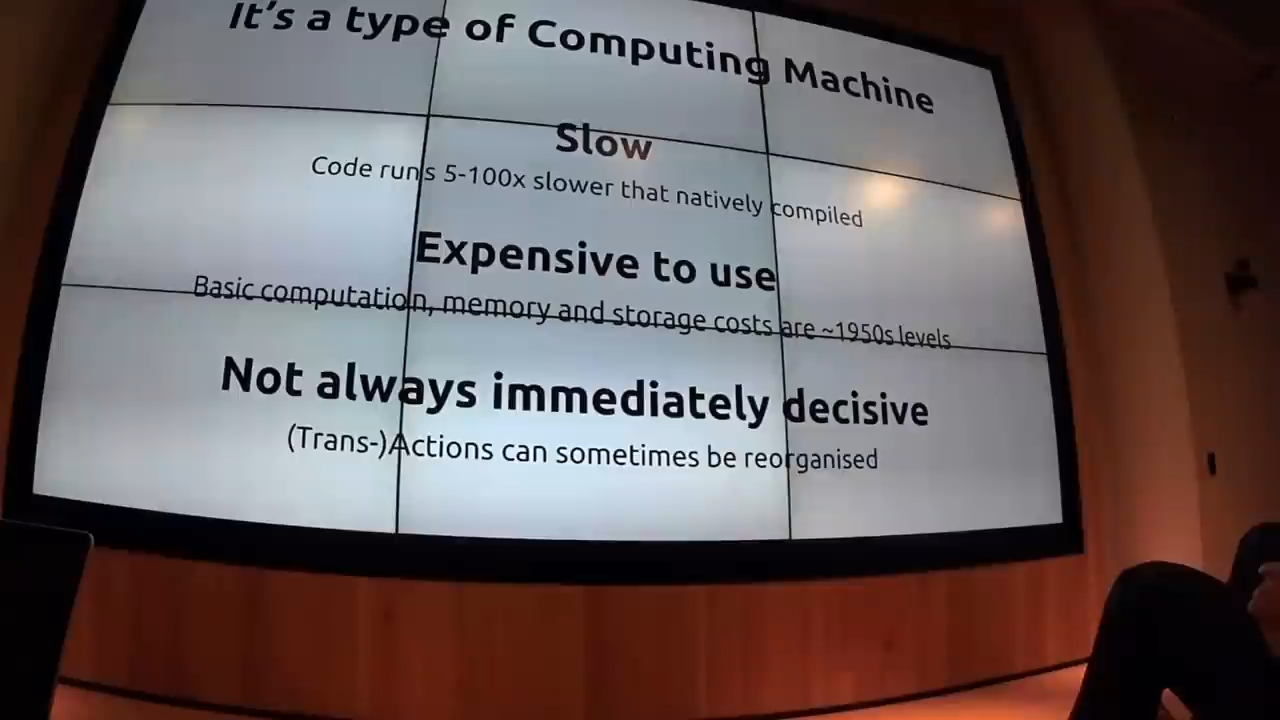 It's a type of Computing Machine
Slow
Code runs 5-100x slower that natively compiled
Expensive to use
Basic computation, memory and storage costs are ~1950s levels
Not always immediately decisive
(Trans-)Actions can sometimes be reorganised